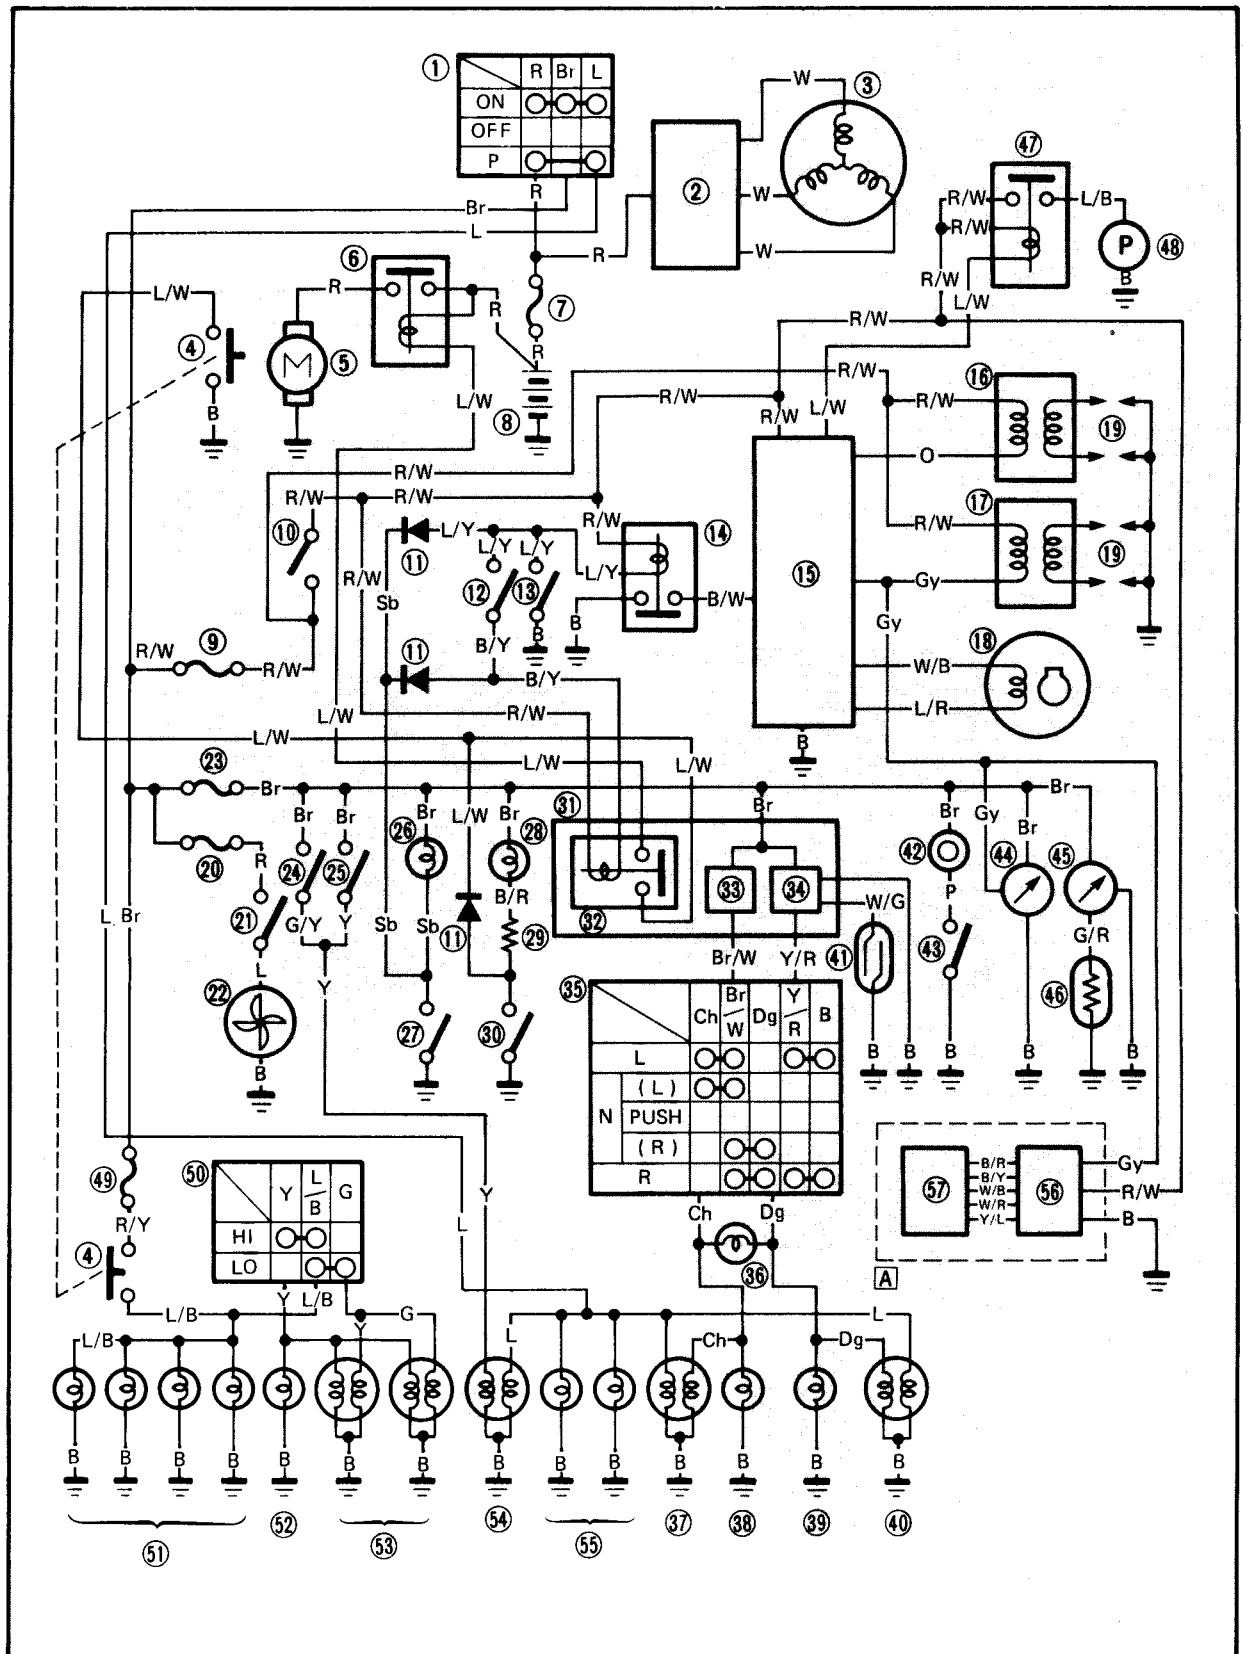 ① R Br L
ON
OFF
P
R
Br
L
W ③
② W
W
R
㊼
R/W L/B
R/W
P ㊽
B
R/W
L/W
R/W
⑥
L/W R
④
B
M ⑤
R
⑦
R
L/W
⑧
R/W
R/W
R/W L/W
⑯
R/W
O ⑲
⑰
R/W
Gy ⑲
Gy
R/W
R/W R/W
⑩
R/W
⑪ L/Y
L/Y L/Y
⑫ ⑬
R/W
L/Y
⑭
B B
B/W
⑮
B
R/W
Sb
⑪ B/Y
B/Y
R/W ⑨ R/W
⑱
W/B
L/R
L/W R/W
L/W
L/W L/W
㉓
Br
⑳
R
㉑
L
㉒
B
Br Br
㉔ ㉕
G/Y Y
Y
Br
㉖
Sb Sb
㉗
L/W
⑪
Br
㉘
B/R
㉙
㉚
㉛ Br
㉜ ㉝ ㉞
W/G
Br/W Y/R
㊶
B B
Br
㊷
P
㊸
B
Gy Br
㊹
B
Br
㊺
G/R
㊻
B
L Br
㉟ Ch Br/W Dg Y/R B
L
N (L)
PUSH
(R)
R
Ch Dg
㊱
㊾
R/Y
④
L/B
㊿ Y L/B G
HI
LO
Y L/B
Y G
Y
L
L
57 B/R
B/Y
W/B
W/R
Y/L
56 Gy
R/W
B
A
L/B
Ch Dg L
B B B B B B B B B B B B B B
51 52 53 54 55 ㊲ ㊳ ㊴ ㊵